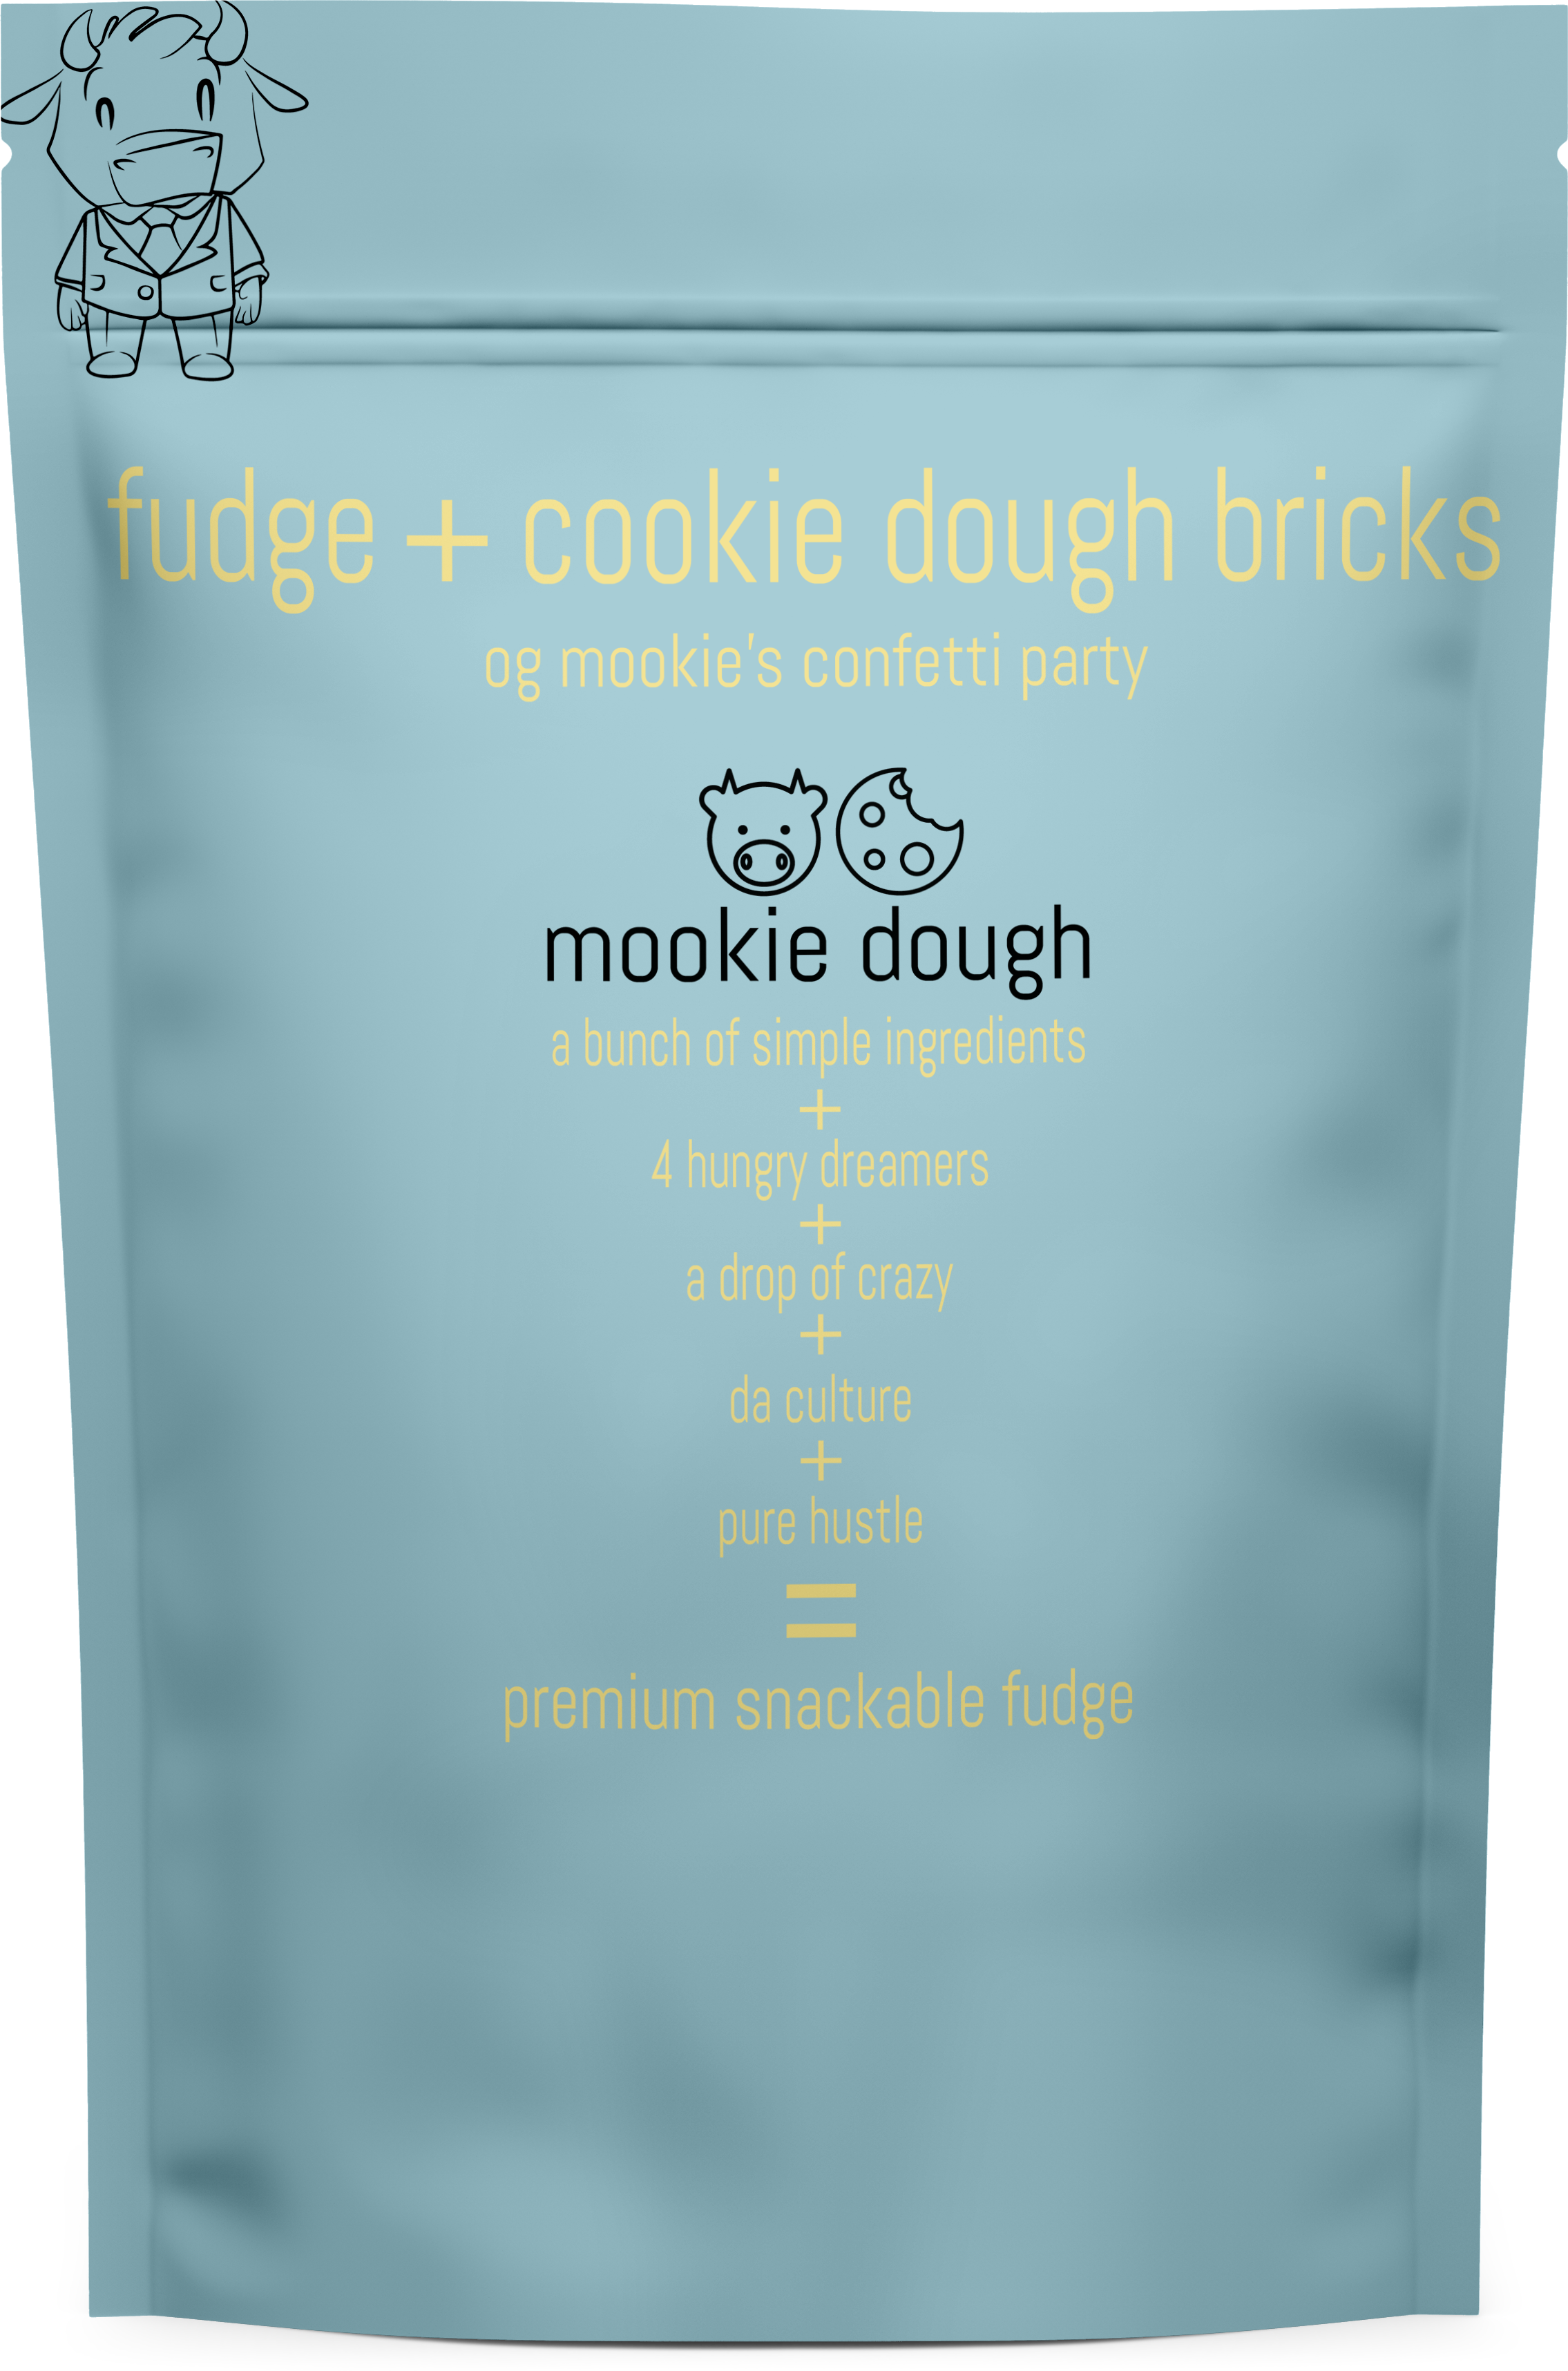 fudge + cookie dough bricks
og mookie's confetti party
mookie dough
a bunch of simple ingredients
+
4 hungry dreamers
+
a drop of crazy
+
da culture
+
pure hustle
=
premium snackable fudge